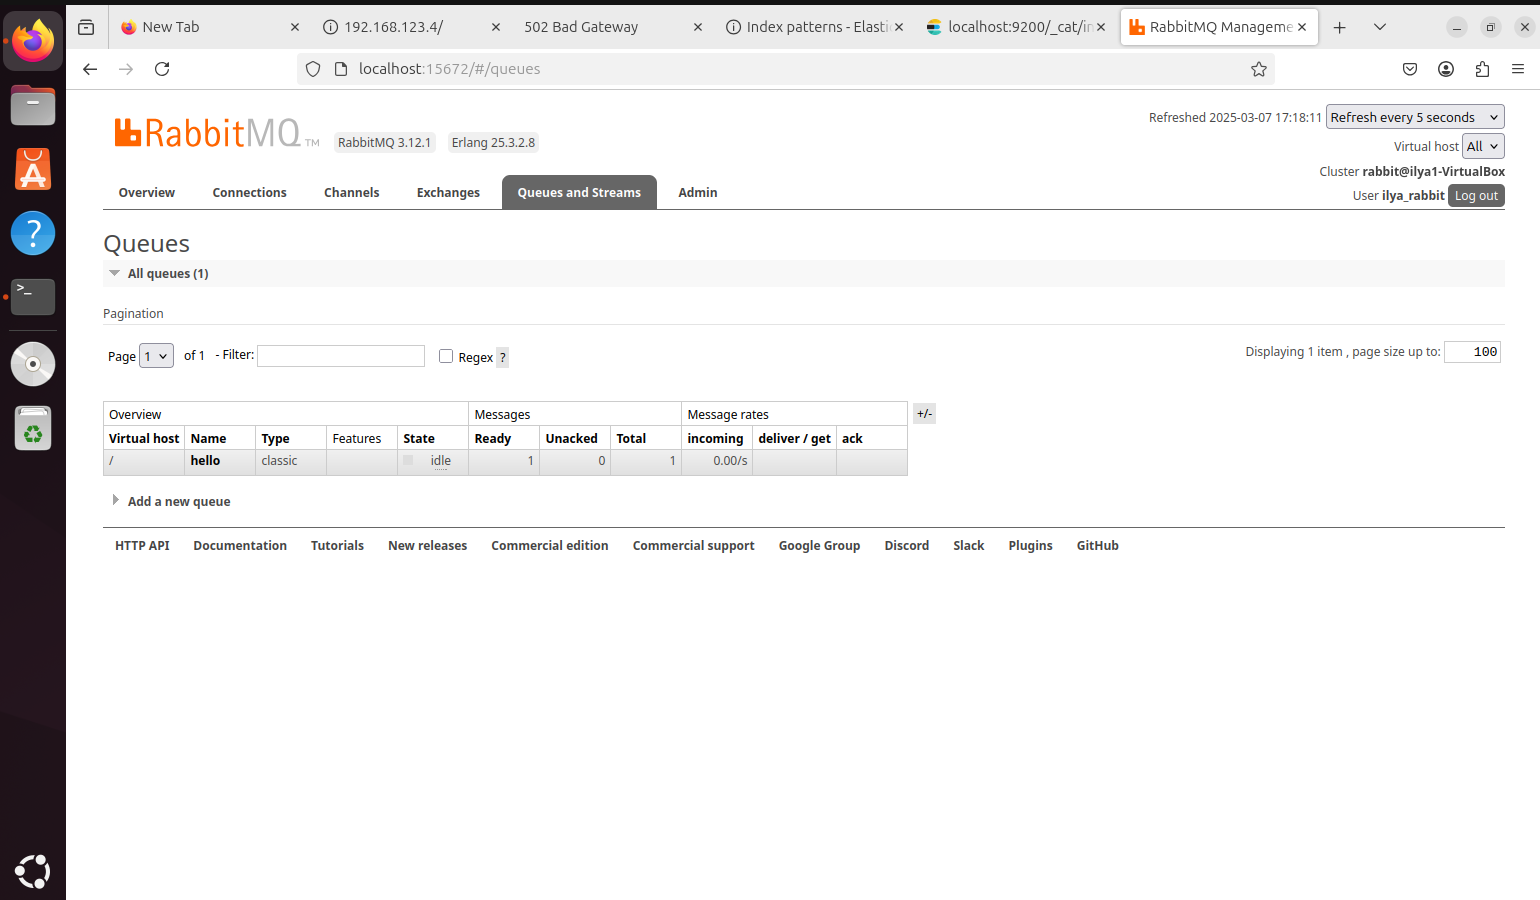 New Tab
192.168.123.4/
502 Bad Gateway
Index patterns - Elasti
localhost:9200/_cat/in
RabbitMQ Manageme
localhost:15672/#/queues
RabbitMQ TM
RabbitMQ 3.12.1
Erlang 25.3.2.8
Refreshed 2025-03-07 17:18:11 Refresh every 5 seconds
Virtual host All
Cluster rabbit@ilya1-VirtualBox
User ilya_rabbit Log out
Overview Connections Channels Exchanges Queues and Streams Admin
Queues
All queues (1)
Pagination
Page 1 of 1 - Filter: Regex ?
Displaying 1 item , page size up to: 100
Overview Messages Message rates +/-
Virtual host Name Type Features State Ready Unacked Total incoming deliver / get ack
/ hello classic idle 1 0 1 0.00/s
Add a new queue
HTTP API Documentation Tutorials New releases Commercial edition Commercial support Google Group Discord Slack Plugins GitHub